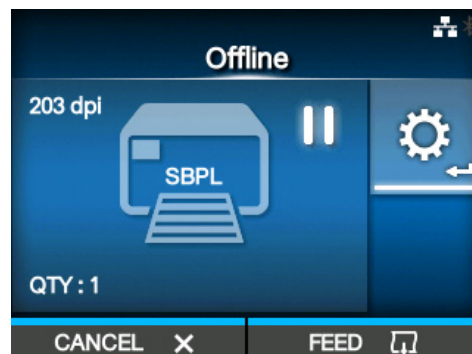 Offline
203 dpi
SBPL
QTY : 1
CANCEL
FEED